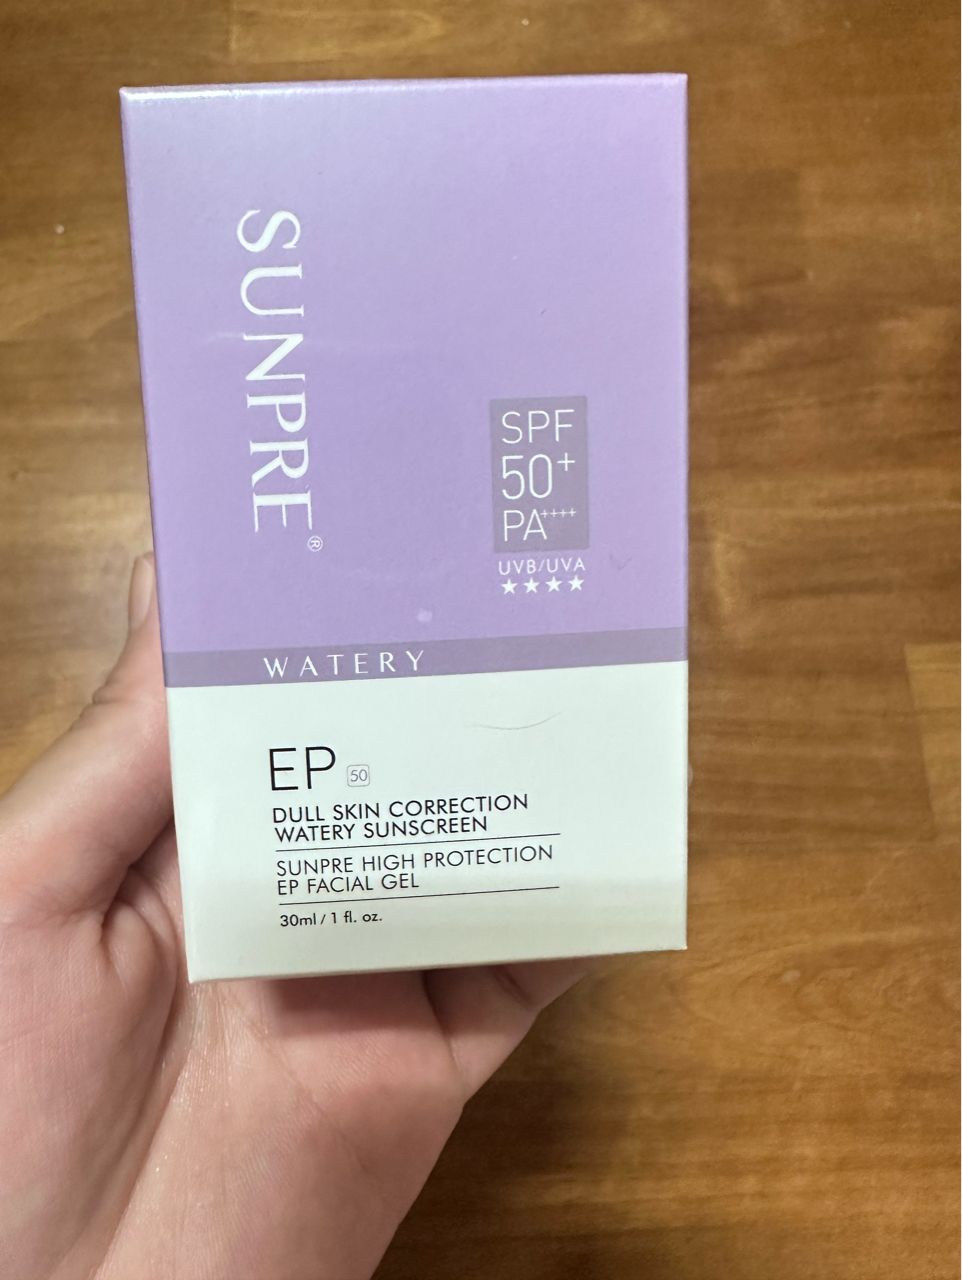 SUNPRE®
SPF
50+
PA++++
UVB/UVA
★★★★
WATERY
EP 50
DULL SKIN CORRECTION
WATERY SUNSCREEN
SUNPRE HIGH PROTECTION
EP FACIAL GEL
30ml / 1 fl. oz.